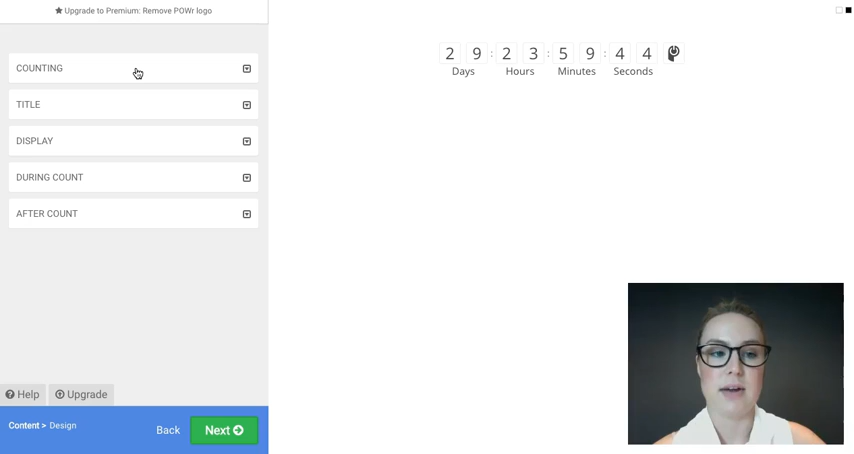 Upgrade to Premium: Remove POWr logo
COUNTING
TITLE
DISPLAY
DURING COUNT
AFTER COUNT
Help
Upgrade
Content > Design
Back
Next
2 9 : 2 3 : 5 9 : 4 4
Days Hours Minutes Seconds